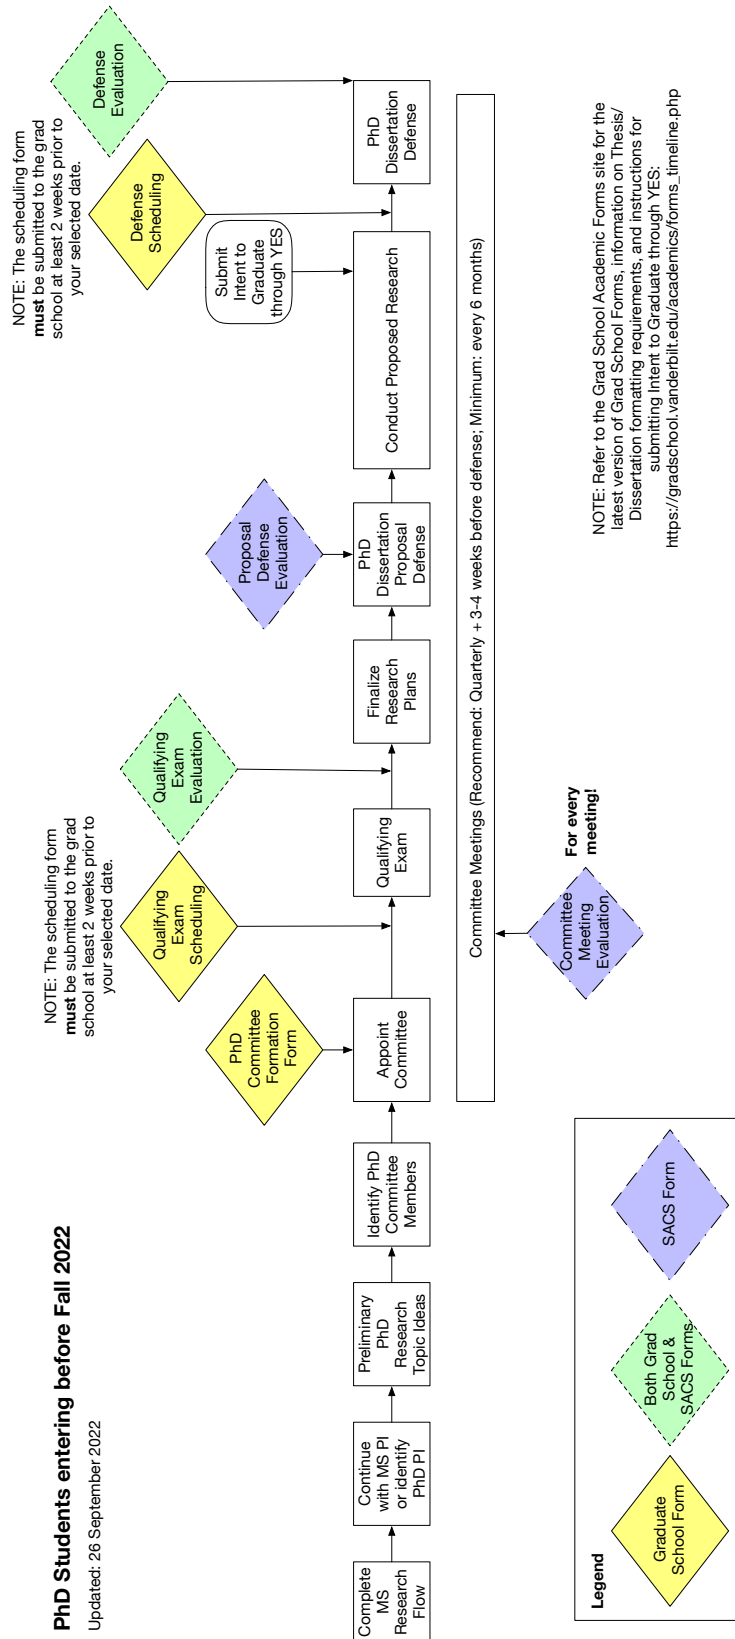 PhD Students entering before Fall 2022
Updated: 26 September 2022
NOTE: The scheduling form
must be submitted to the grad
school at least 2 weeks prior to
your selected date.
NOTE: The scheduling form
must be submitted to the grad
school at least 2 weeks prior to
your selected date.
PhD
Committee
Formation
Form
Qualifying
Exam
Scheduling
Qualifying
Exam
Evaluation
Proposal
Defense
Evaluation
Submit
Intent to
Graduate
through YES
Defense
Scheduling
Defense
Evaluation
Complete
MS
Research
Flow
Continue
with MS PI
or identify
PhD PI
Preliminary
PhD
Research
Topic Ideas
Identify PhD
Committee
Members
Appoint
Committee
Qualifying
Exam
Finalize
Research
Plans
PhD
Dissertation
Proposal
Defense
Conduct Proposed Research
PhD
Dissertation
Defense
Committee Meetings (Recommend: Quarterly + 3-4 weeks before defense; Minimum: every 6 months)
Committee
Meeting
Evaluation
For every
meeting!
Legend
Graduate
School Form
Both Grad
School &
SACS Forms
SACS Form
NOTE: Refer to the Grad School Academic Forms site for the
latest version of Grad School Forms, information on Thesis/
Dissertation formatting requirements, and instructions for
submitting Intent to Graduate through YES:
https://gradschool.vanderbilt.edu/academics/forms_timeline.php